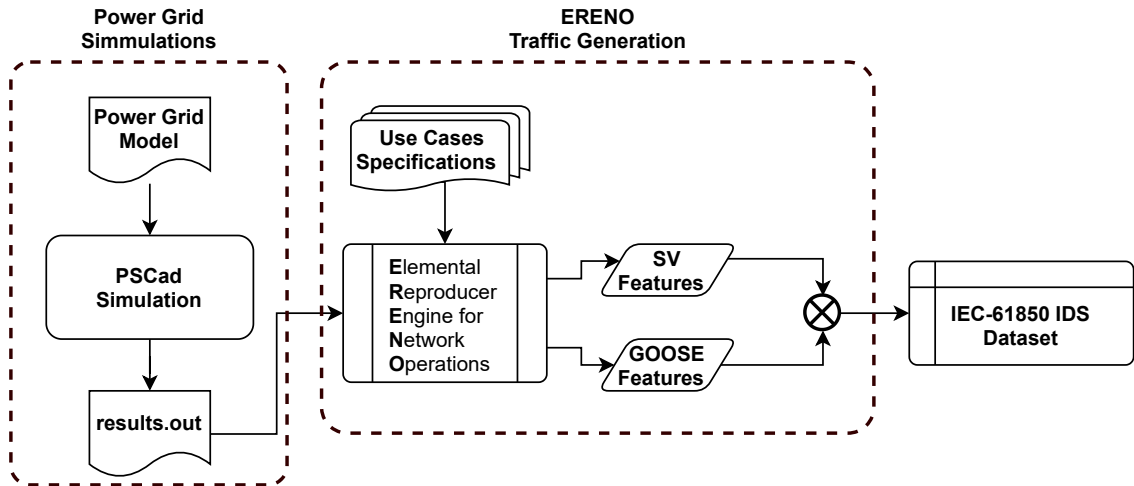 Power Grid
Simmulations
ERENO
Traffic Generation
Power Grid
Model
Use Cases
Specifications
PSCad
Simulation
Elemental
Reproducer
Engine for
Network
Operations
SV
Features
GOOSE
Features
IEC-61850 IDS
Dataset
results.out